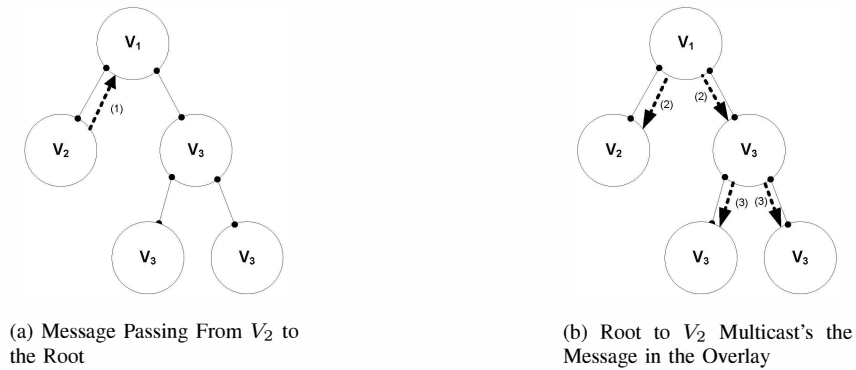 V₁
(1)
V₂
V₃
V₃
V₃
(a) Message Passing From V₂ to
the Root
V₁
(2)
(2)
V₂
V₃
(3)
(3)
V₃
V₃
(b) Root to V₂ Multicast's the
Message in the Overlay